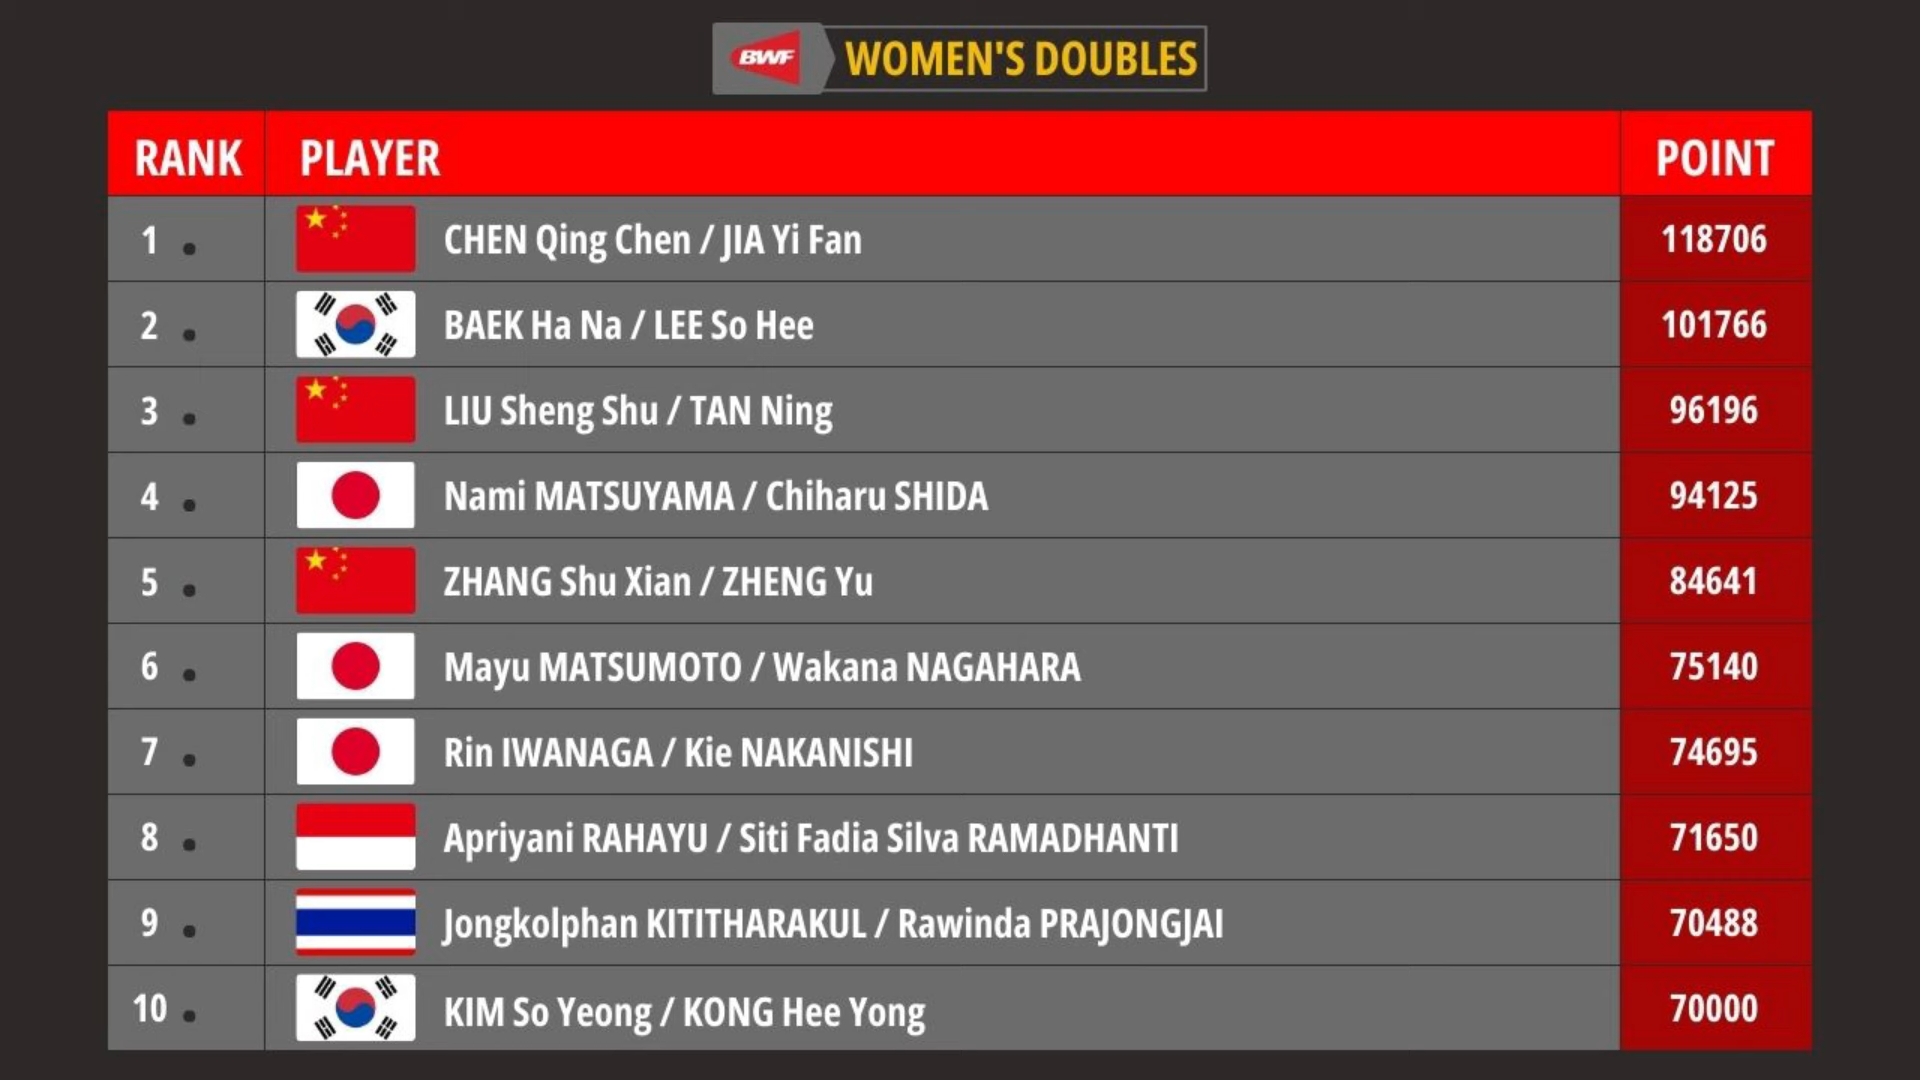 BWF WOMEN'S DOUBLES
RANK PLAYER POINT
1 . CHEN Qing Chen / JIA Yi Fan 118706
2 . BAEK Ha Na / LEE So Hee 101766
3 . LIU Sheng Shu / TAN Ning 96196
4 . Nami MATSUYAMA / Chiharu SHIDA 94125
5 . ZHANG Shu Xian / ZHENG Yu 84641
6 . Mayu MATSUMOTO / Wakana NAGAHARA 75140
7 . Rin IWANAGA / Kie NAKANISHI 74695
8 . Apriyani RAHAYU / Siti Fadia Silva RAMADHANTI 71650
9 . Jongkolphan KITITHARAKUL / Rawinda PRAJONGJAI 70488
10 . KIM So Yeong / KONG Hee Yong 70000